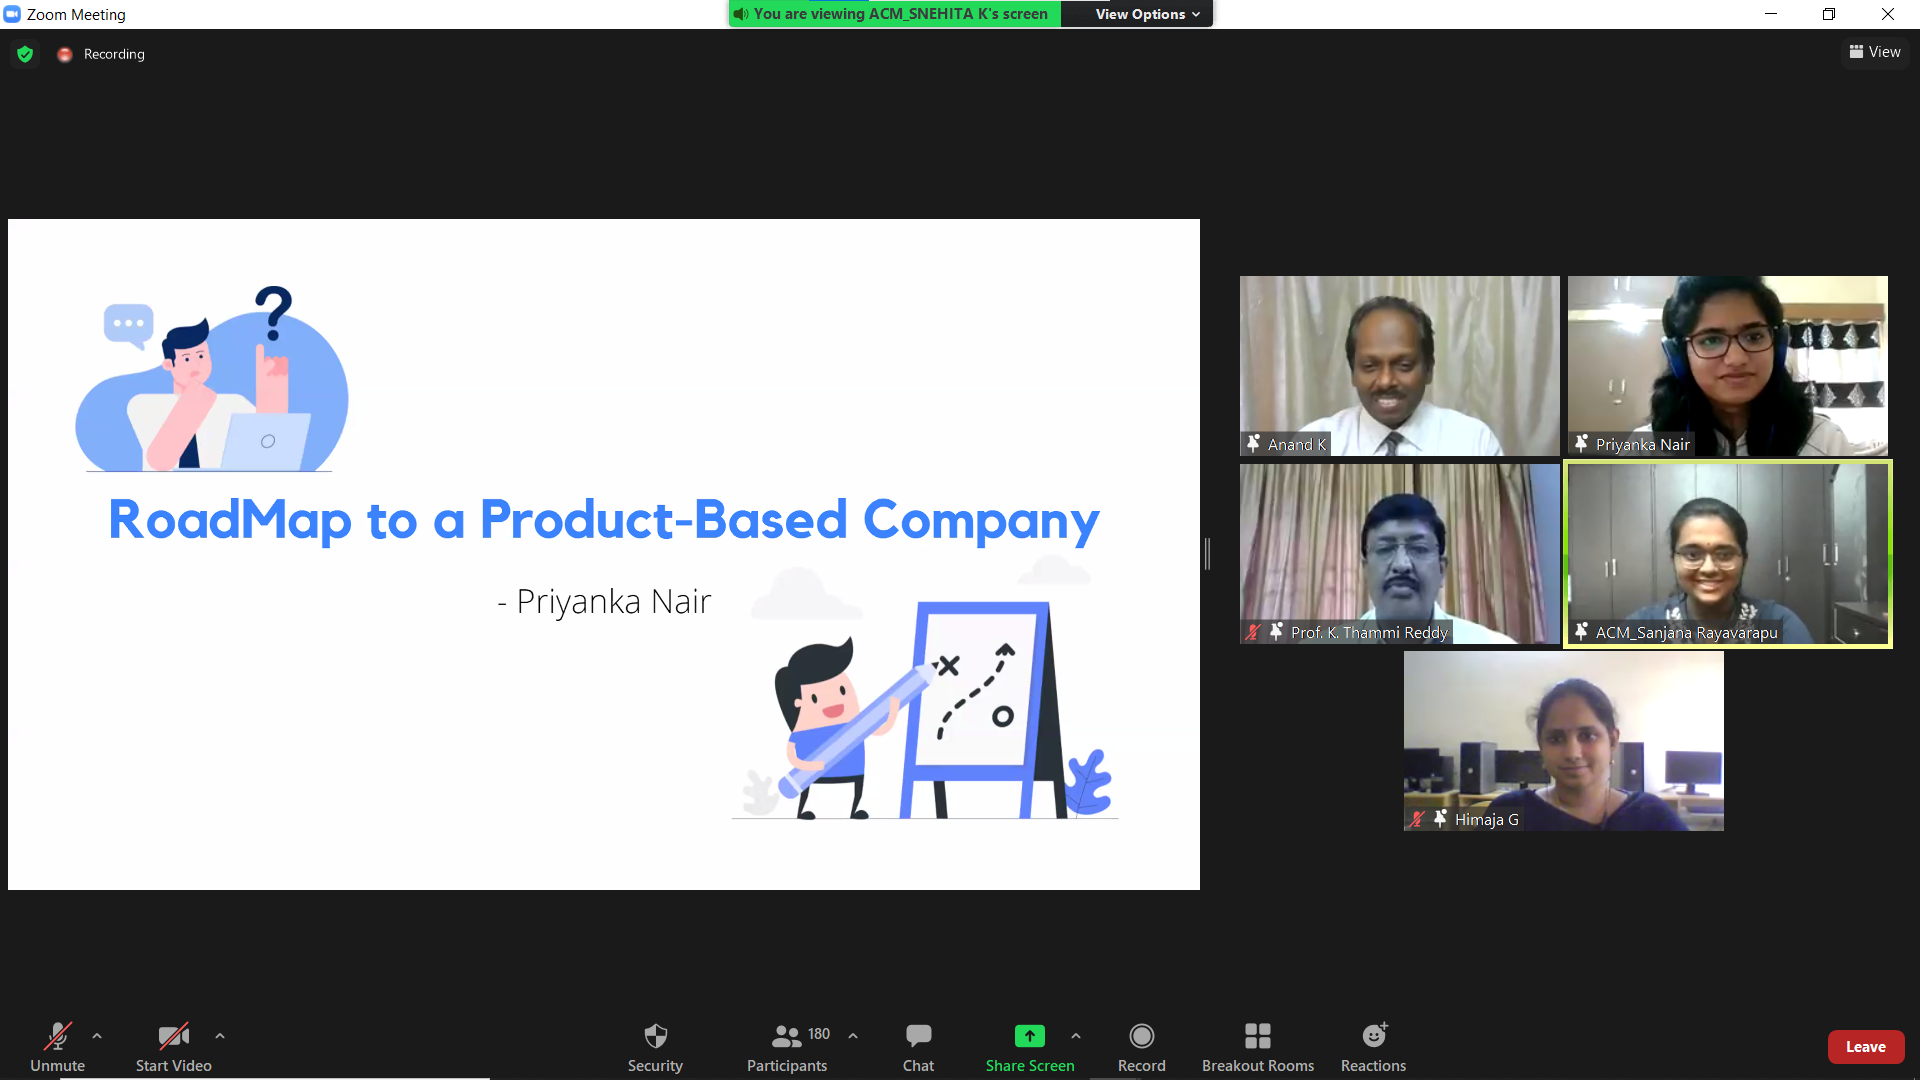 Zoom Meeting
You are viewing ACM_SNEHITA K's screen
View Options
Recording
View
RoadMap to a Product-Based Company
- Priyanka Nair
Anand K
Priyanka Nair
Prof. K. Thammi Reddy
ACM_Sanjana Rayavarapu
Himaja G
Unmute
Start Video
Security
Participants 180
Chat
Share Screen
Record
Breakout Rooms
Reactions
Leave